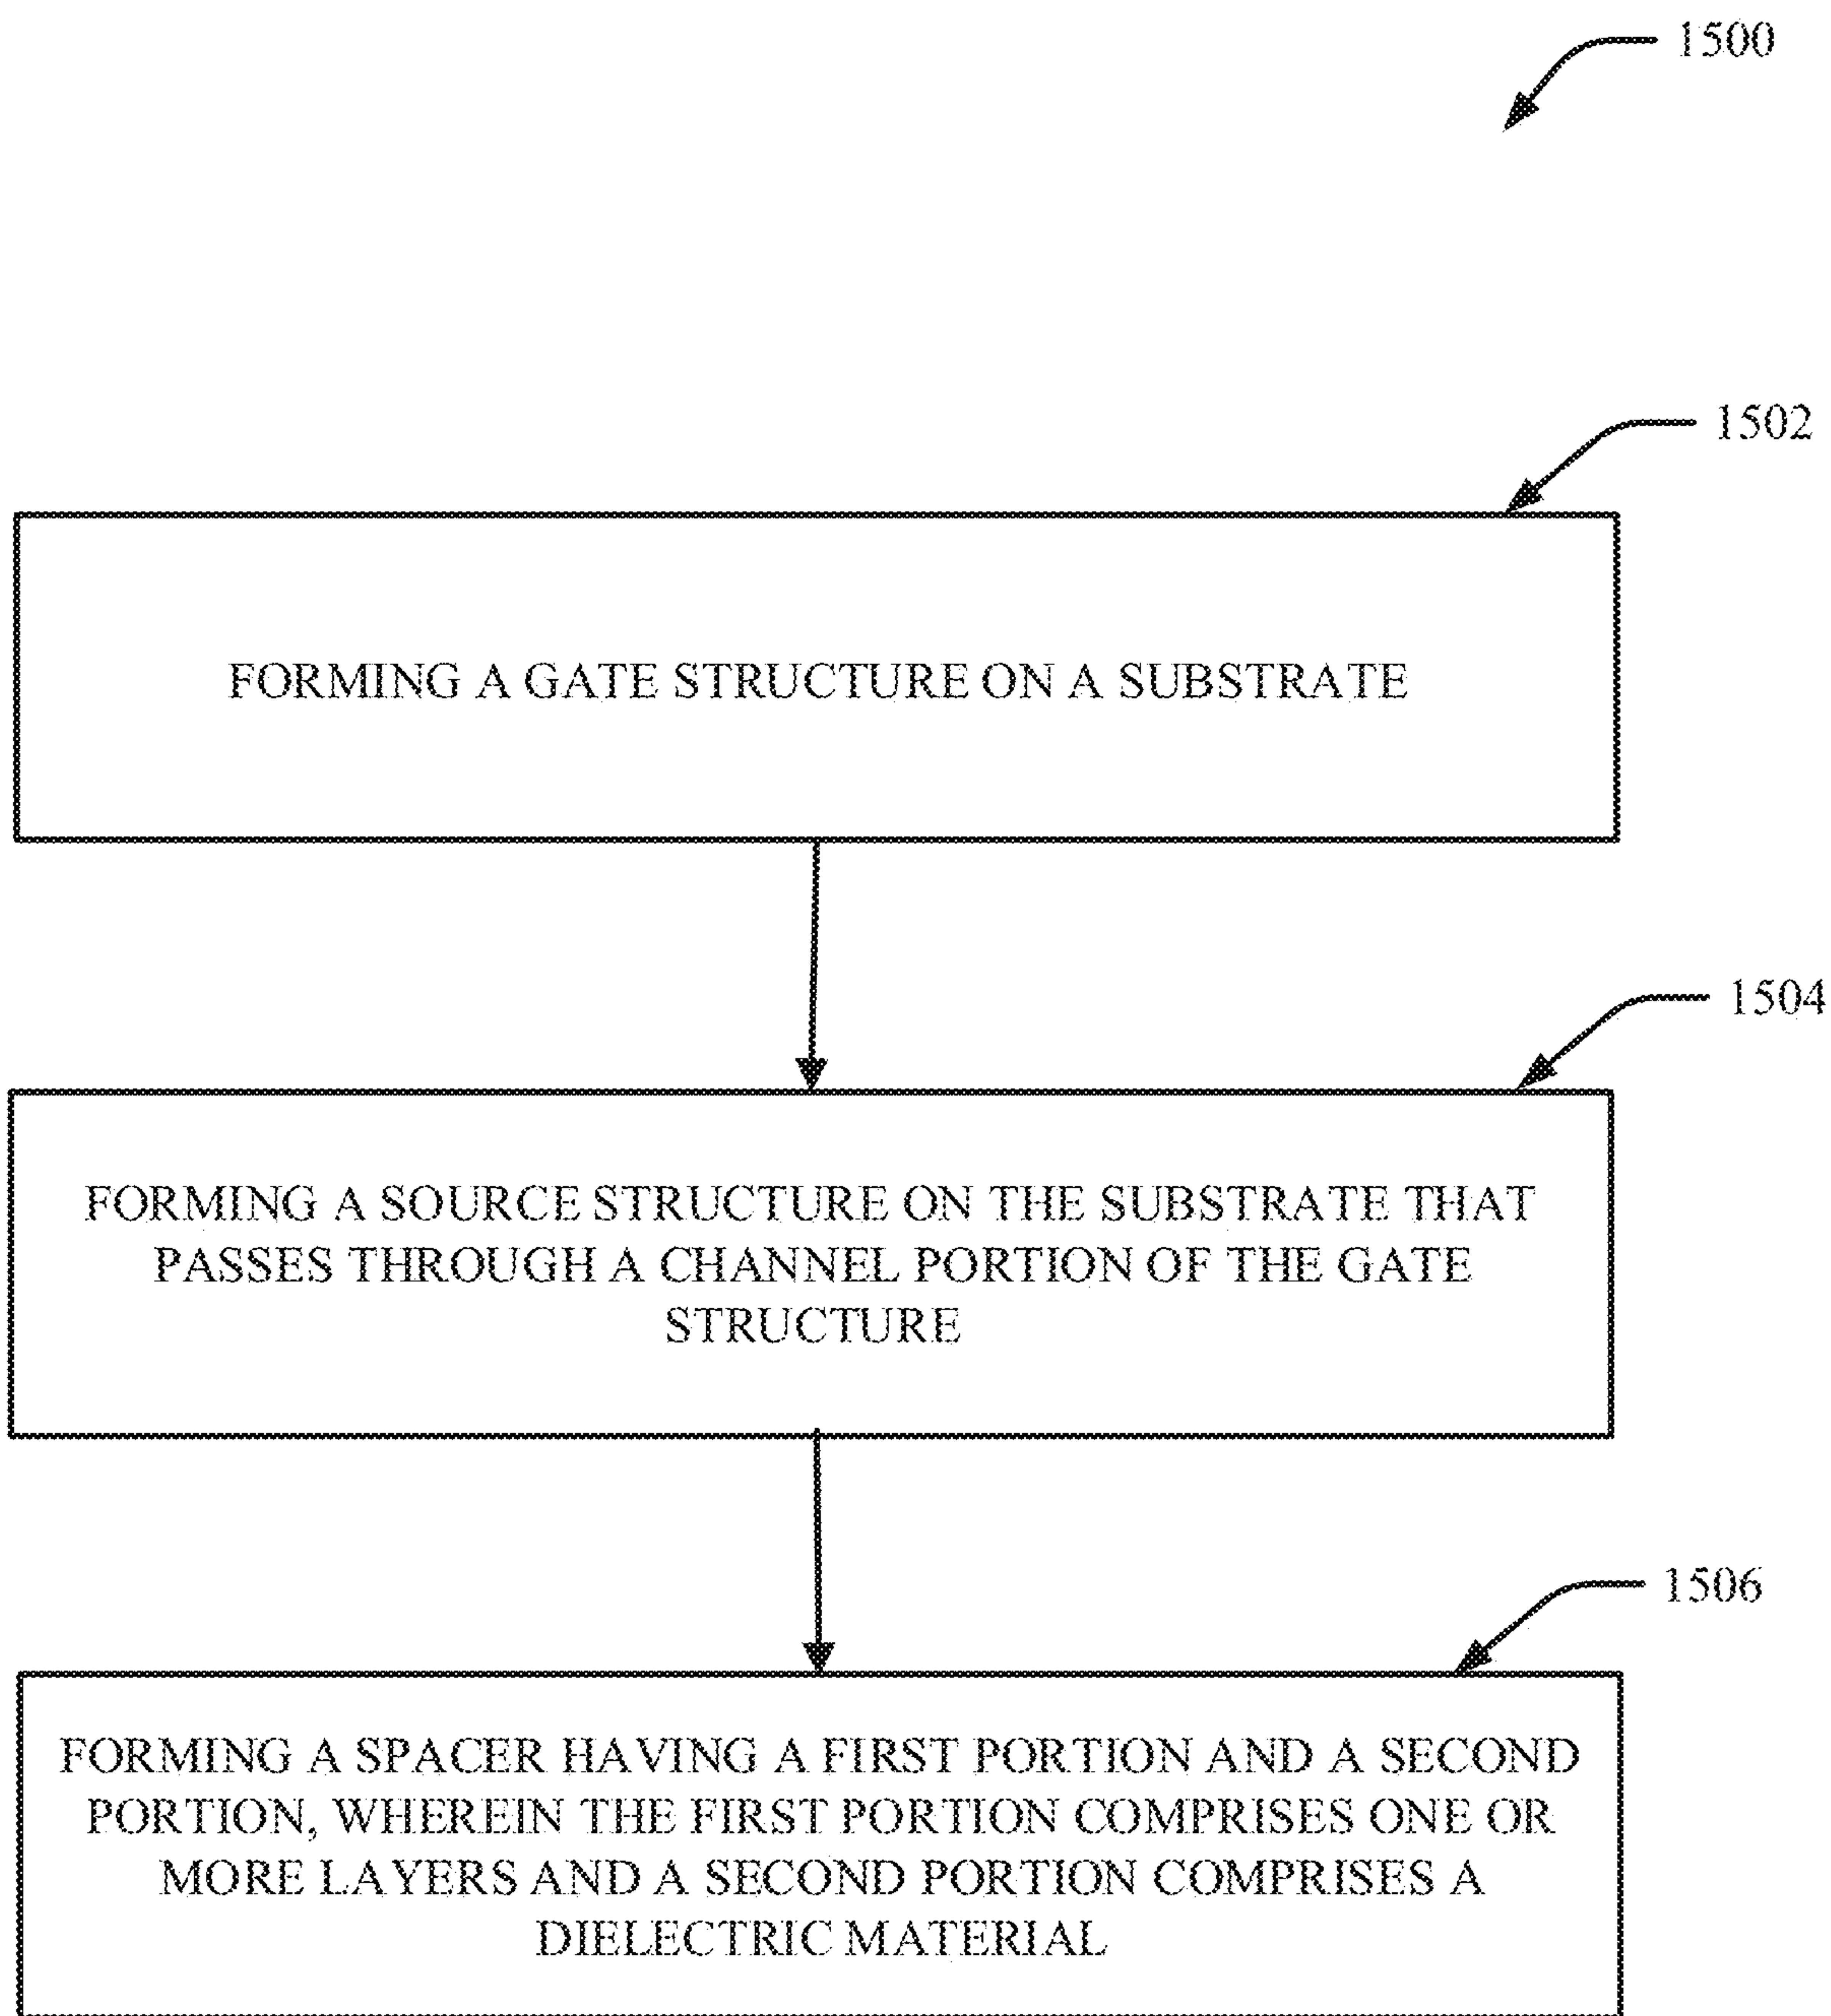 1500
1502
FORMING A GATE STRUCTURE ON A SUBSTRATE
1504
FORMING A SOURCE STRUCTURE ON THE SUBSTRATE THAT
PASSES THROUGH A CHANNEL PORTION OF THE GATE
STRUCTURE
1506
FORMING A SPACER HAVING A FIRST PORTION AND A SECOND
PORTION, WHEREIN THE FIRST PORTION COMPRISES ONE OR
MORE LAYERS AND A SECOND PORTION COMPRISES A
DIELECTRIC MATERIAL